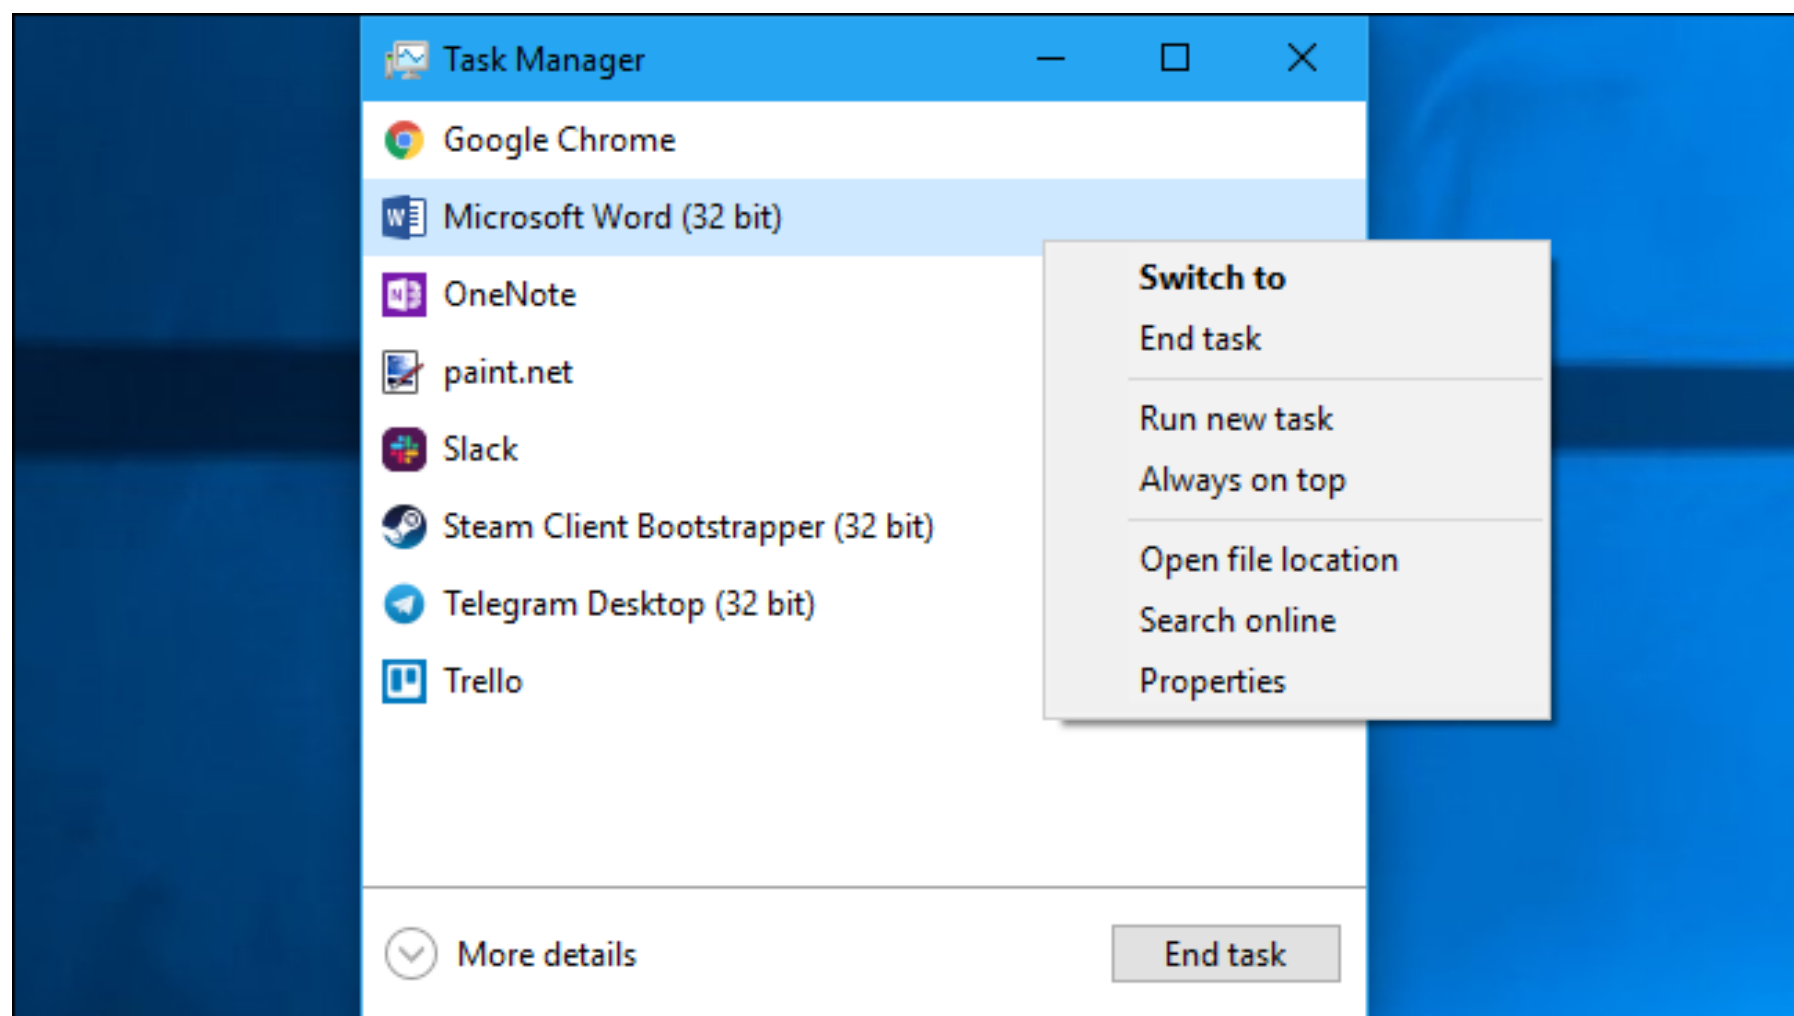 Task Manager
Google Chrome
Microsoft Word (32 bit)
OneNote
paint.net
Slack
Steam Client Bootstrapper (32 bit)
Telegram Desktop (32 bit)
Trello
Switch to
End task
Run new task
Always on top
Open file location
Search online
Properties
More details
End task